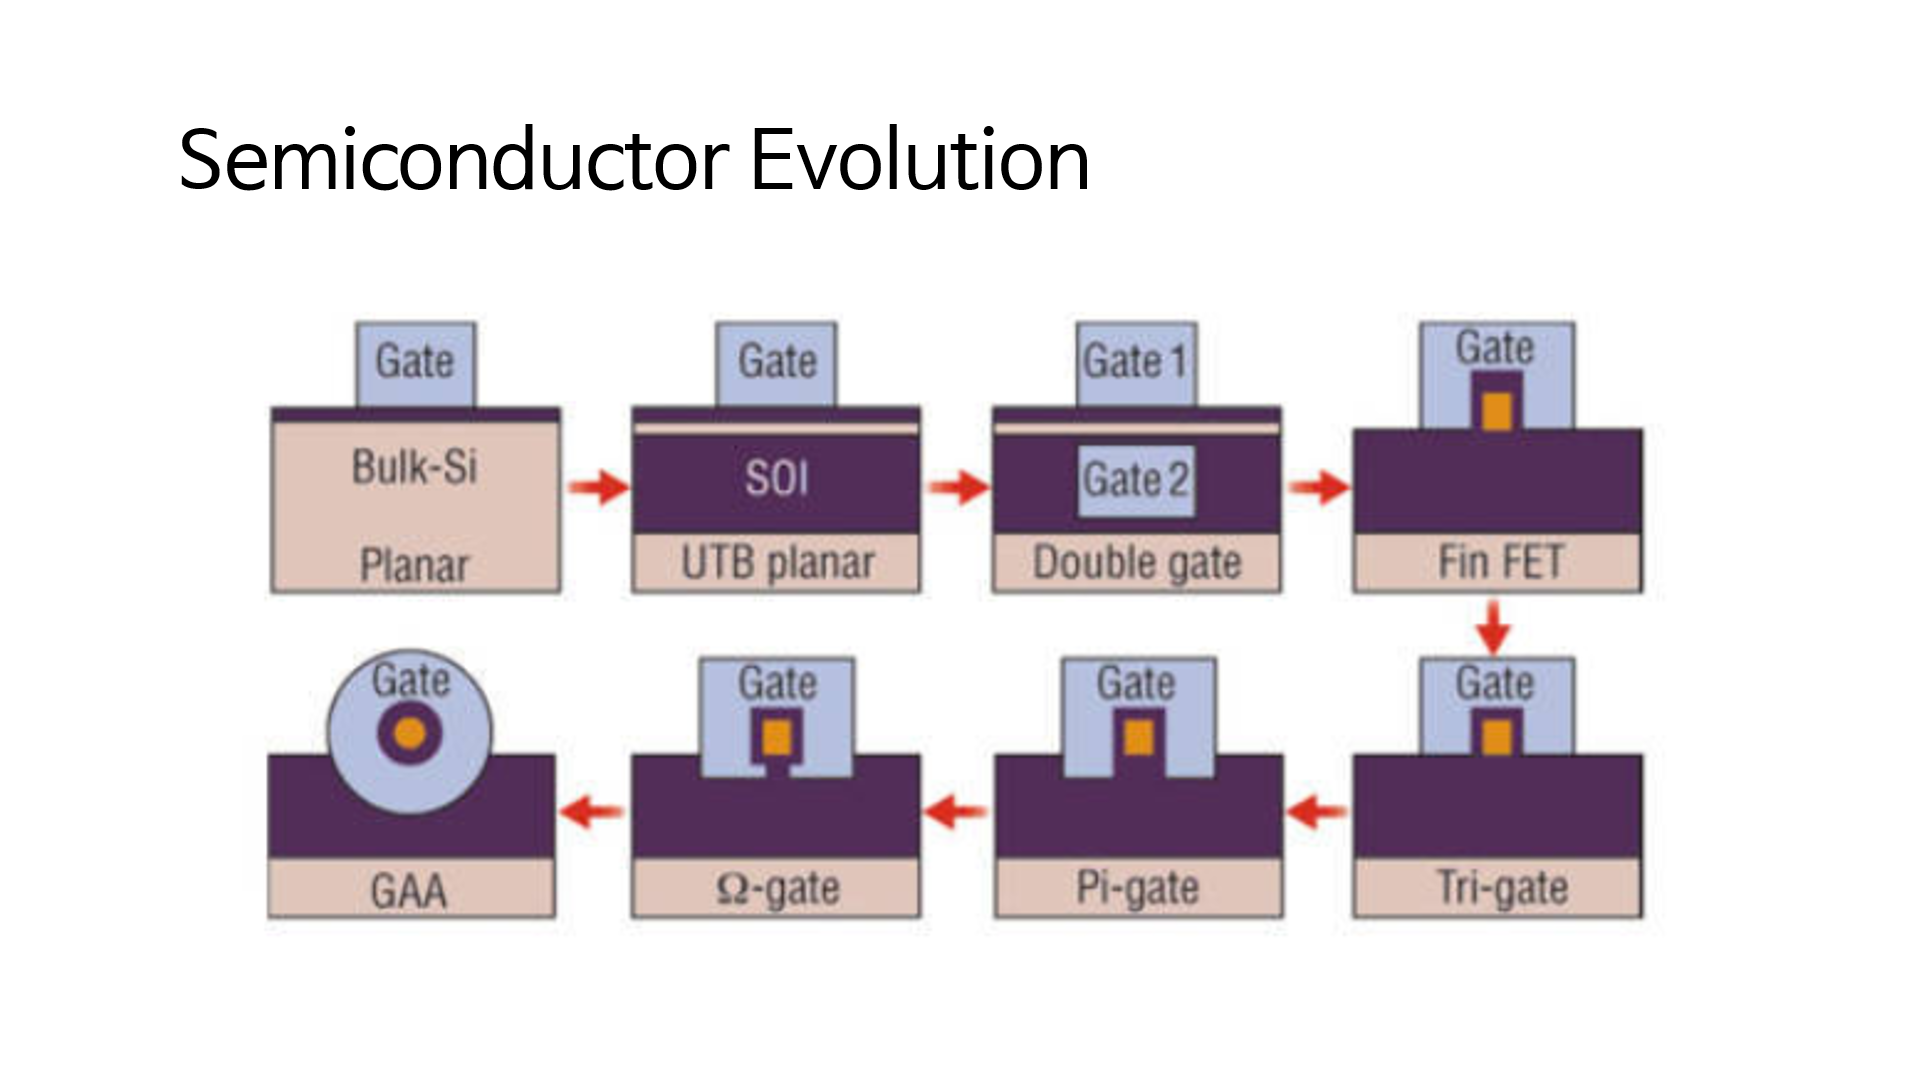 Semiconductor Evolution
Gate
Bulk-Si
Planar
Gate
SOI
UTB planar
Gate 1
Gate 2
Double gate
Gate
Fin FET
Gate
Tri-gate
Gate
Pi-gate
Gate
Ω-gate
Gate
GAA